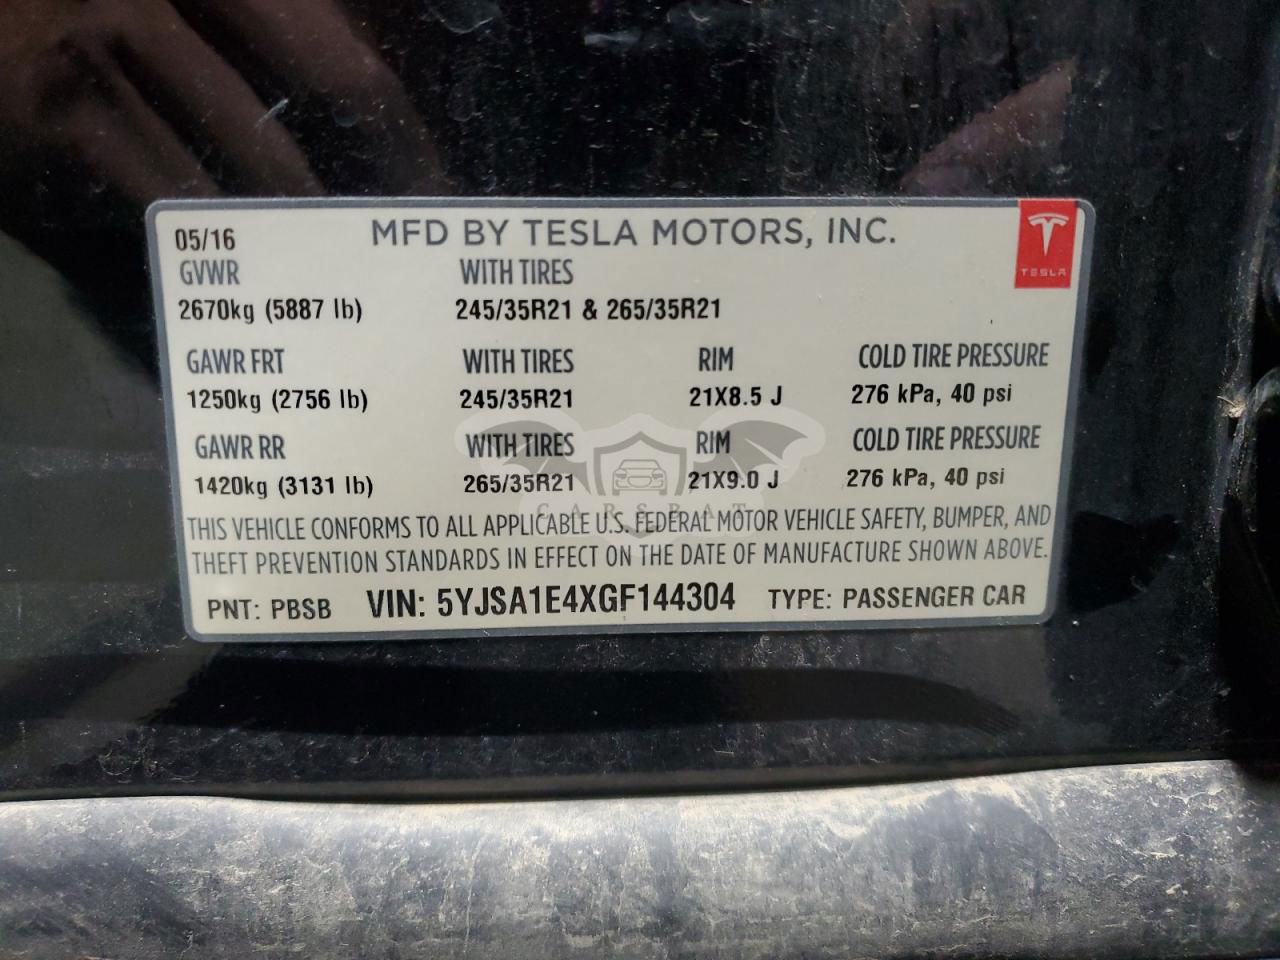 05/16 MFD BY TESLA MOTORS, INC. TESLA
GVWR WITH TIRES
2670kg (5887 lb) 245/35R21 & 265/35R21
GAWR FRT WITH TIRES RIM COLD TIRE PRESSURE
1250kg (2756 lb) 245/35R21 21X8.5 J 276 kPa, 40 psi
GAWR RR WITH TIRES RIM COLD TIRE PRESSURE
1420kg (3131 lb) 265/35R21 21X9.0 J 276 kPa, 40 psi
CARSBAT
THIS VEHICLE CONFORMS TO ALL APPLICABLE U.S. FEDERAL MOTOR VEHICLE SAFETY, BUMPER, AND
THEFT PREVENTION STANDARDS IN EFFECT ON THE DATE OF MANUFACTURE SHOWN ABOVE.
PNT: PBSB VIN: 5YJSA1E4XGF144304 TYPE: PASSENGER CAR